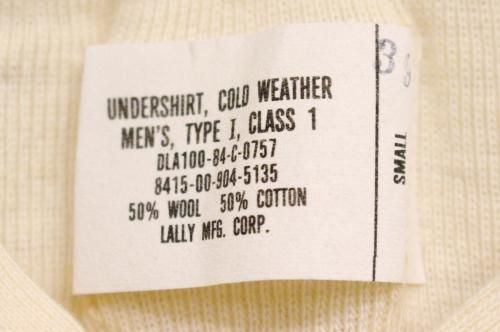 UNDERSHIRT, COLD WEATHER
MEN'S, TYPE I, CLASS 1
DLA100-84-C-0757
8415-00-904-5135
50% WOOL 50% COTTON
LALLY MFG. CORP.
SMALL